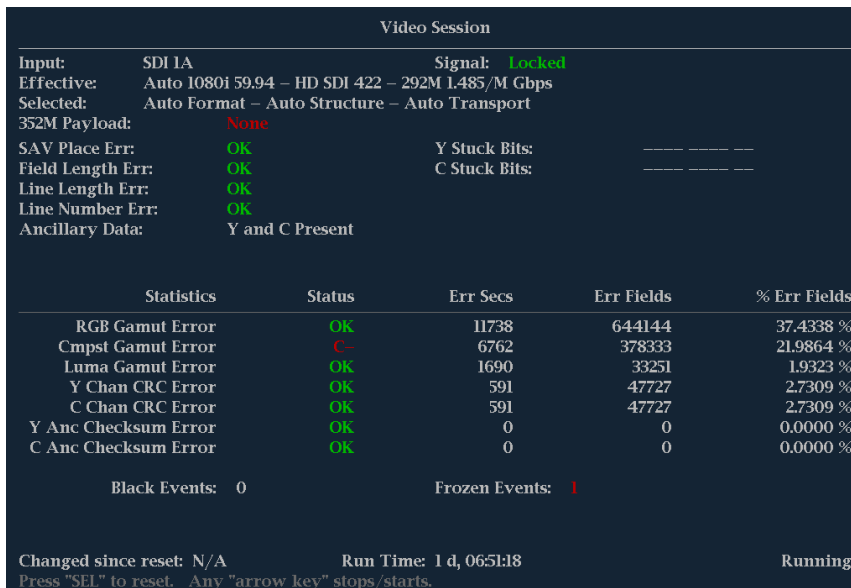 Video Session
Input: SDI 1A Signal: Locked
Effective: Auto 1080i 59.94 – HD SDI 422 – 292M 1.485/M Gbps
Selected: Auto Format – Auto Structure – Auto Transport
352M Payload: None
SAV Place Err: OK Y Stuck Bits: –––– –––– ––
Field Length Err: OK C Stuck Bits: –––– –––– ––
Line Length Err: OK
Line Number Err: OK
Ancillary Data: Y and C Present
Statistics Status Err Secs Err Fields % Err Fields
RGB Gamut Error OK 11738 644144 37.4338 %
Cmpst Gamut Error C– 6762 378333 21.9864 %
Luma Gamut Error OK 1690 33251 1.9323 %
Y Chan CRC Error OK 591 47727 2.7309 %
C Chan CRC Error OK 591 47727 2.7309 %
Y Anc Checksum Error OK 0 0 0.0000 %
C Anc Checksum Error OK 0 0 0.0000 %
Black Events: 0 Frozen Events: 1
Changed since reset: N/A Run Time: 1 d, 06:51:18 Running
Press "SEL" to reset. Any "arrow key" stops/starts.